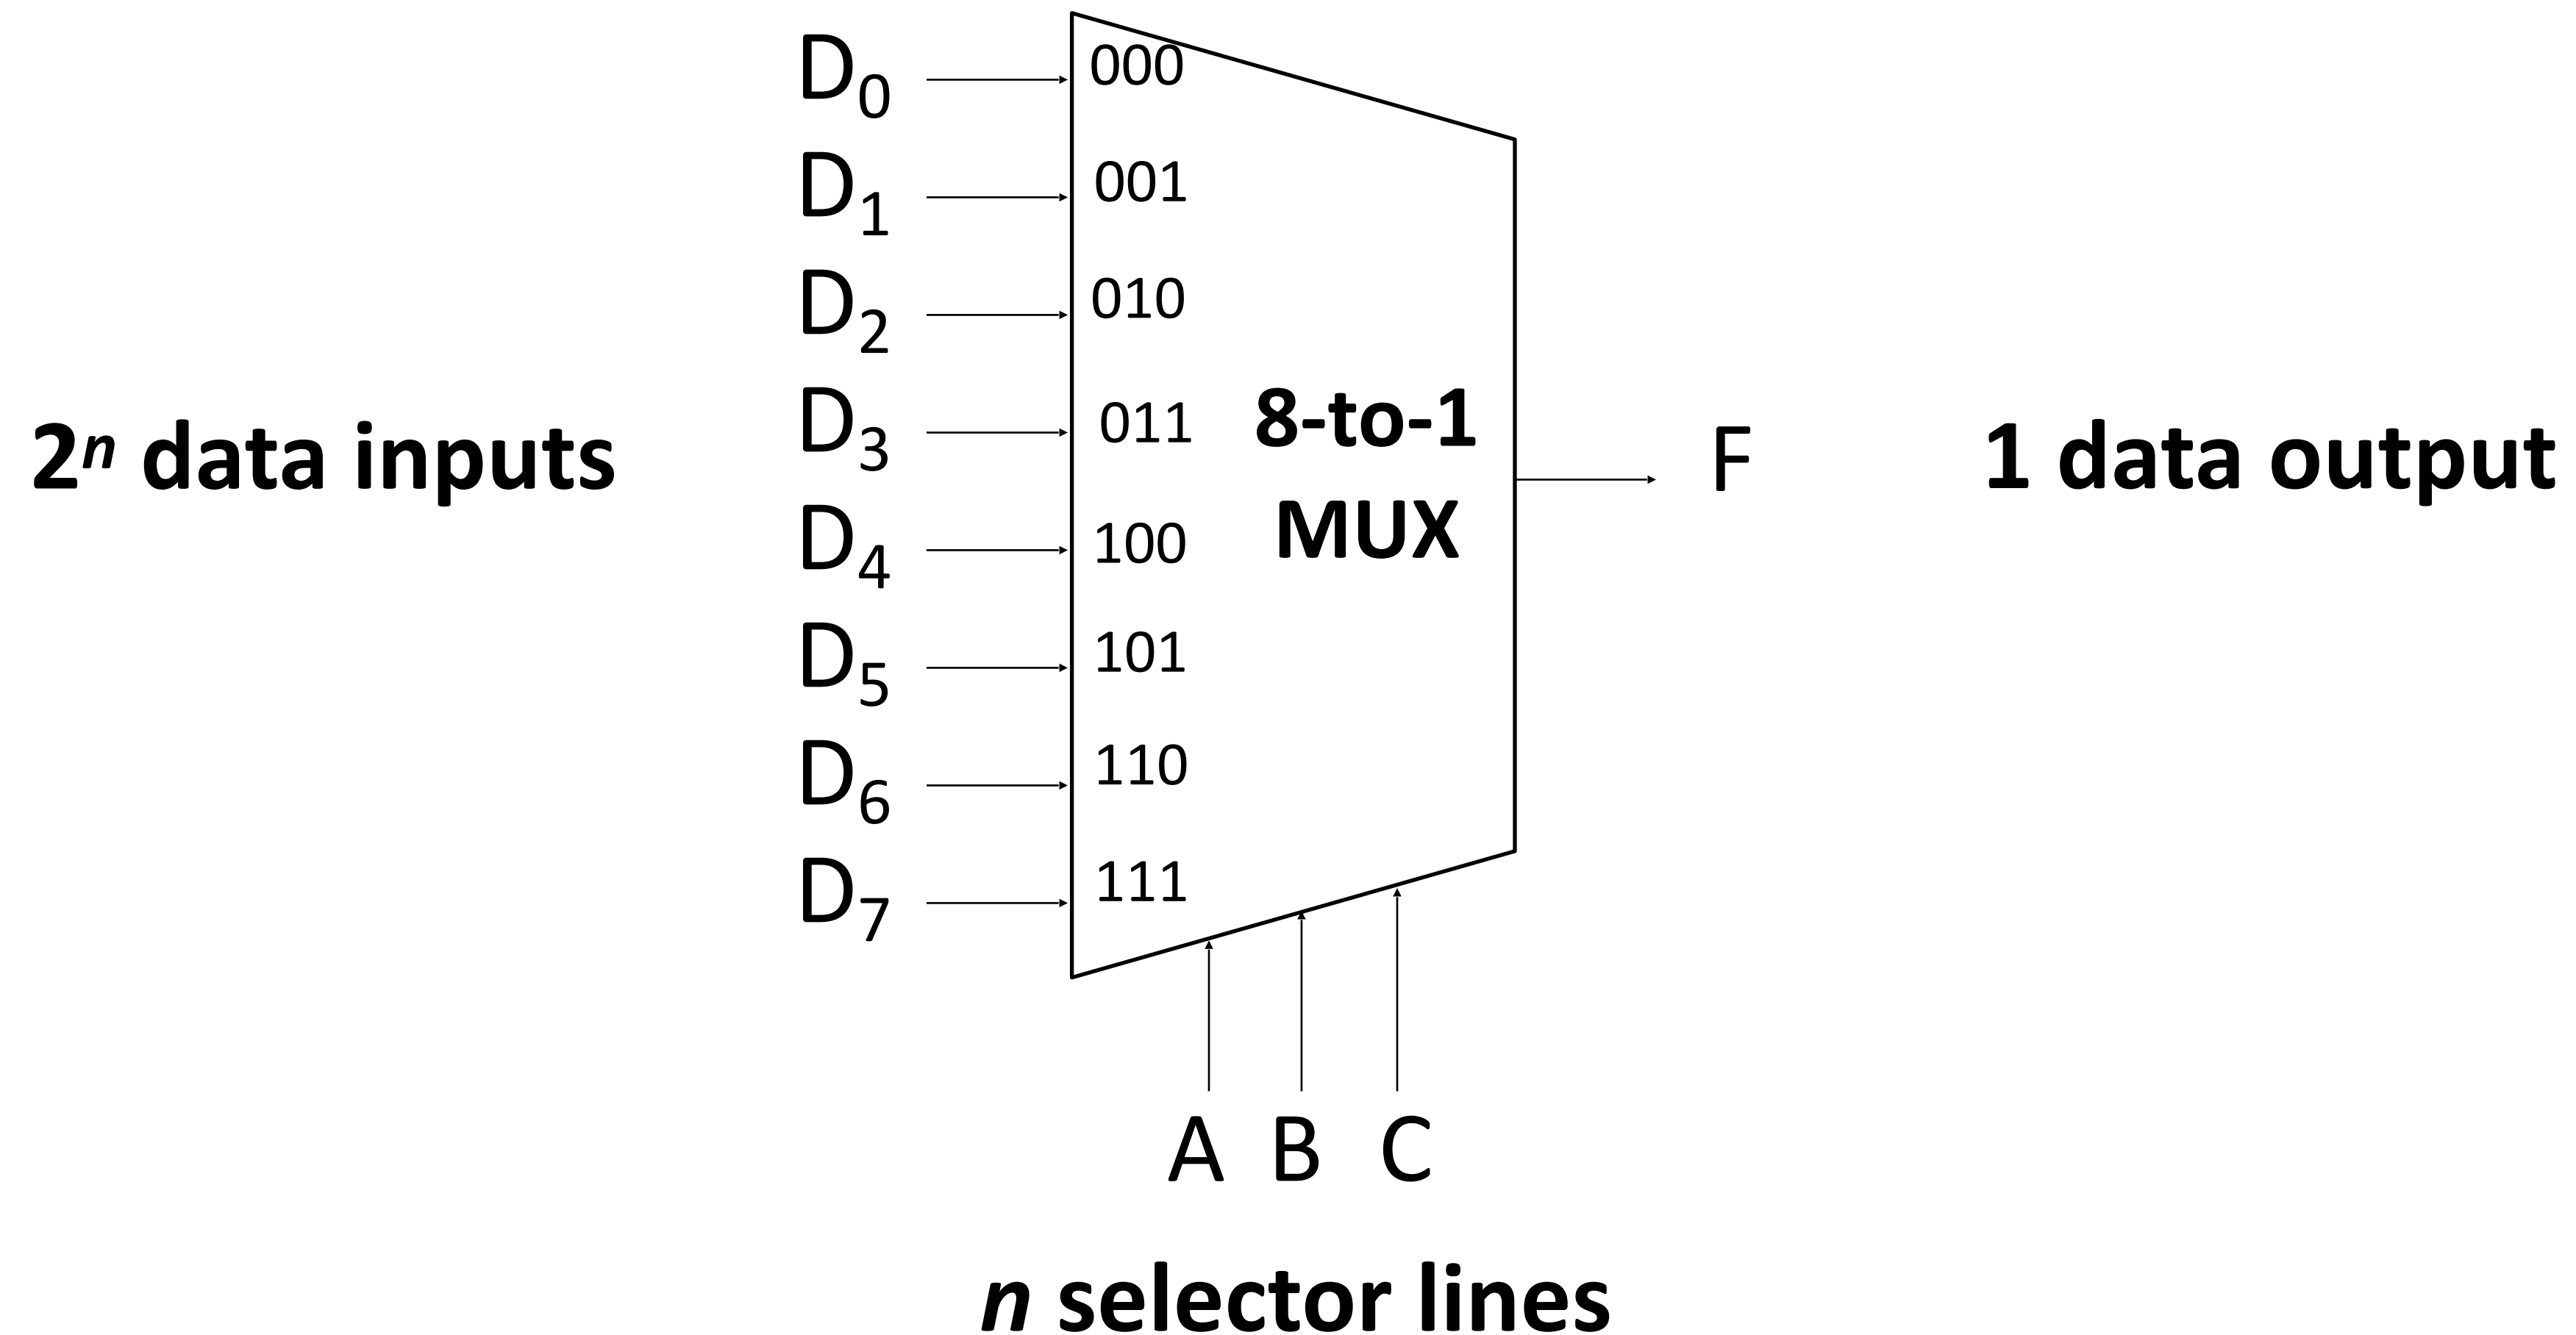 D0
000
D1
001
D2
010
D3
011
D4
100
D5
101
D6
110
D7
111
2n data inputs
8-to-1
MUX
F
1 data output
A B C
n selector lines